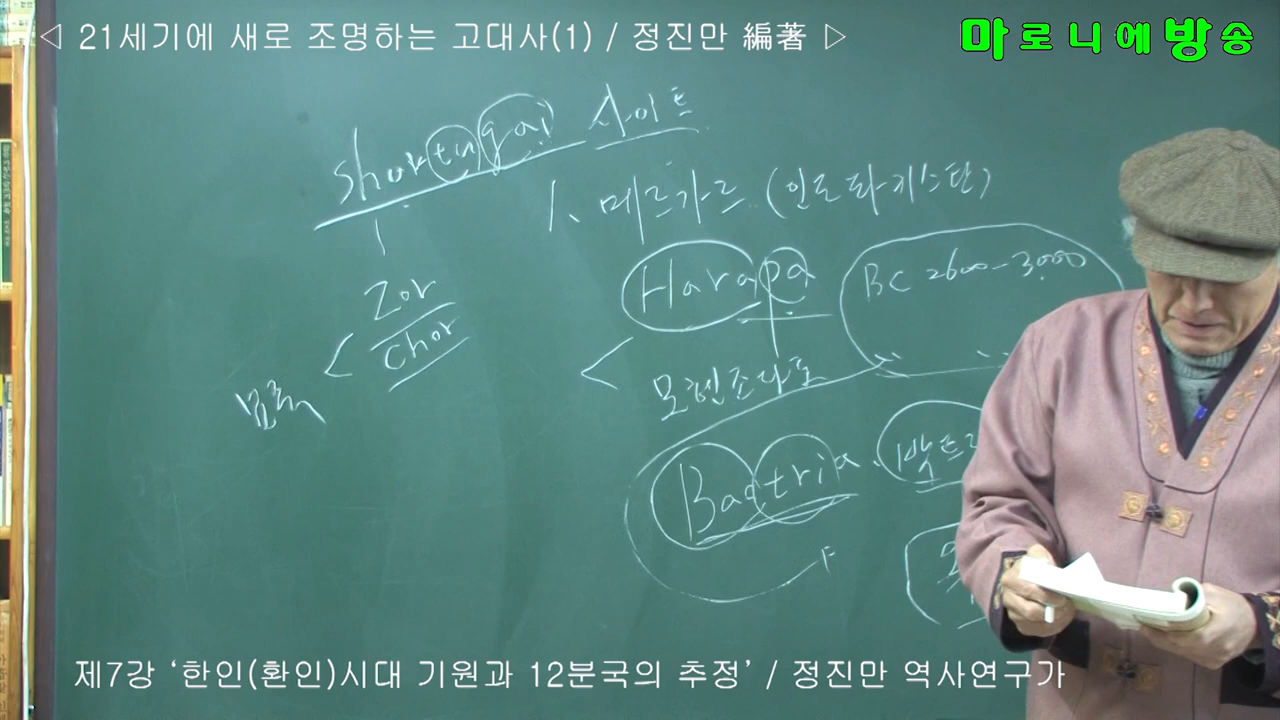 ◁ 21세기에 새로 조명하는 고대사(1) / 정진만 編著 ▷
마로니에방송
shortugai 사이트
1. 메르가르 (인도파키스탄)
Zor
chor
Harapa
BC 2600-3000
모헨조다로
Bactria
박트리
제7강 ‘한인(환인)시대 기원과 12분국의 추정’ / 정진만 역사연구가